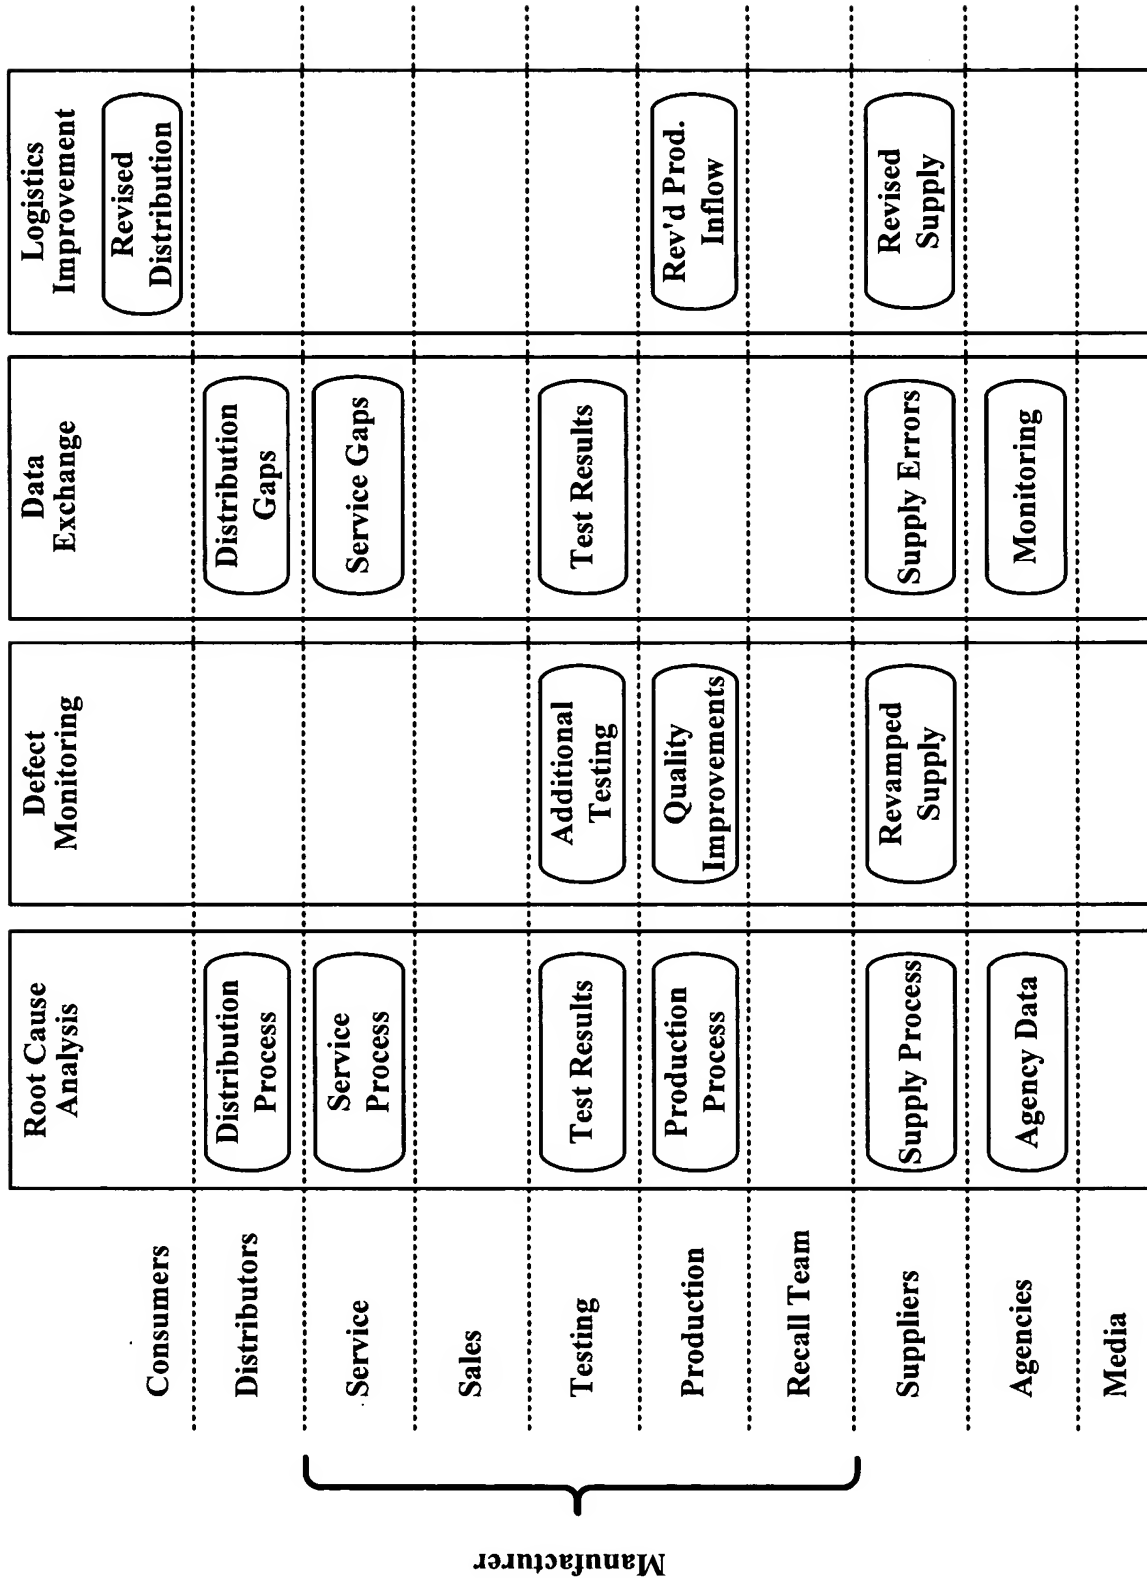 Root Cause
Analysis
Defect
Monitoring
Data
Exchange
Logistics
Improvement
Consumers
Revised
Distribution
Distributors
Distribution
Process
Distribution
Gaps
Manufacturer
Service
Service
Process
Service Gaps
Sales
Testing
Test Results
Additional
Testing
Test Results
Production
Production
Process
Quality
Improvements
Rev'd Prod.
Inflow
Recall Team
Suppliers
Supply Process
Revamped
Supply
Supply Errors
Revised
Supply
Agencies
Agency Data
Monitoring
Media